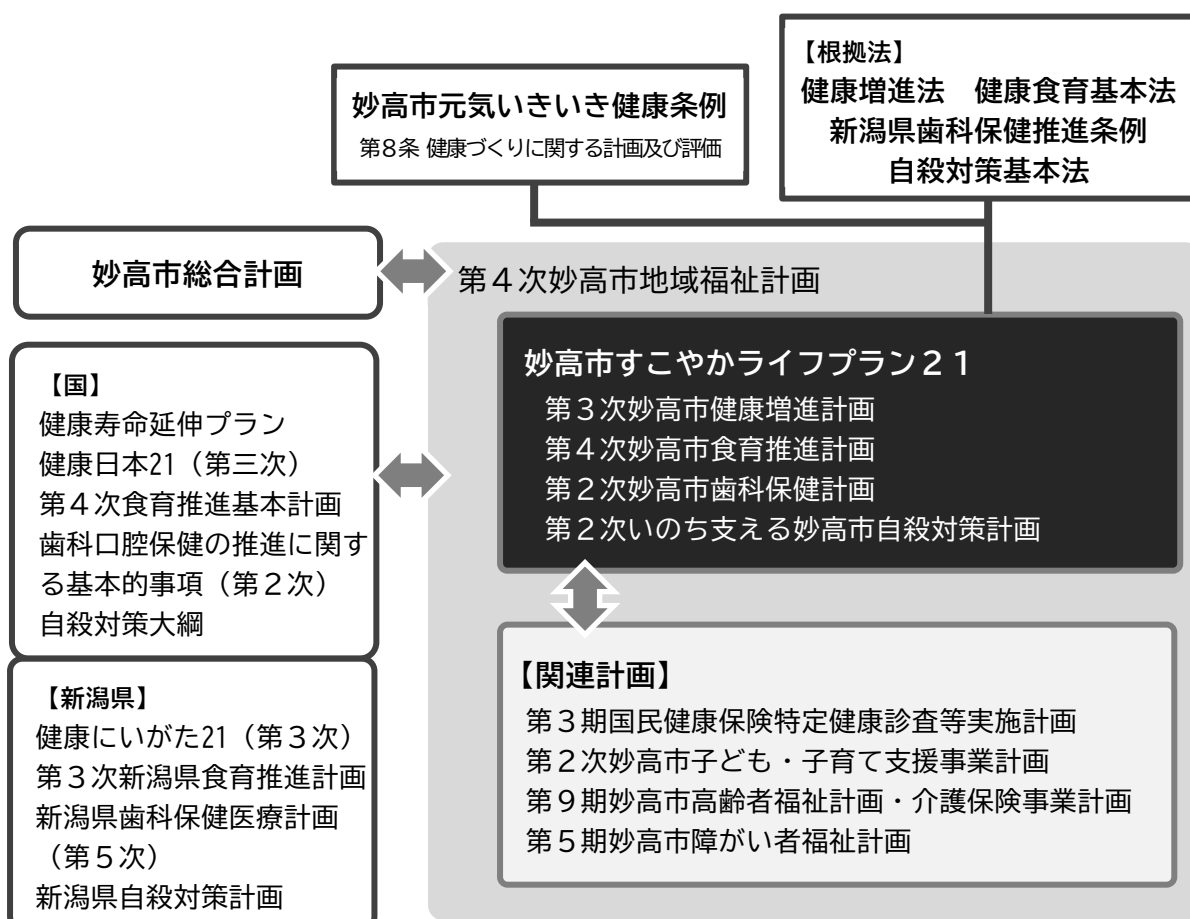 妙高市元気いきいき健康条例
第8条 健康づくりに関する計画及び評価
【根拠法】
健康増進法　健康食育基本法
新潟県歯科保健推進条例
自殺対策基本法
妙高市総合計画
第４次妙高市地域福祉計画
妙高市すこやかライフプラン２１
第３次妙高市健康増進計画
第４次妙高市食育推進計画
第２次妙高市歯科保健計画
第２次いのち支える妙高市自殺対策計画
【国】
健康寿命延伸プラン
健康日本21（第三次）
第４次食育推進基本計画
歯科口腔保健の推進に関す
る基本的事項（第２次）
自殺対策大綱
【新潟県】
健康にいがた21（第３次）
第３次新潟県食育推進計画
新潟県歯科保健医療計画
（第５次）
新潟県自殺対策計画
【関連計画】
第３期国民健康保険特定健康診査等実施計画
第２次妙高市子ども・子育て支援事業計画
第９期妙高市高齢者福祉計画・介護保険事業計画
第５期妙高市障がい者福祉計画